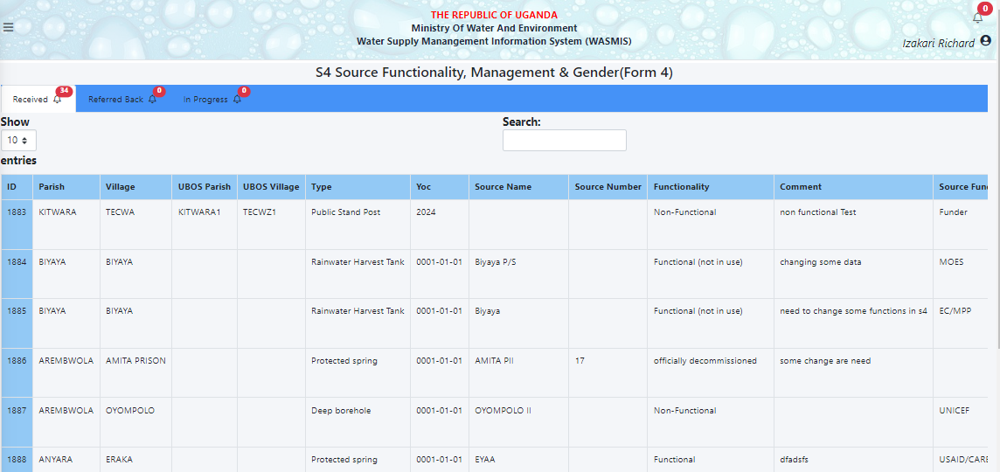 THE REPUBLIC OF UGANDA
0
Ministry Of Water And Environment
Water Supply Manangement Information System (WASMIS)
Izakari Richard
S4 Source Functionality, Management & Gender(Form 4)
Received 34 Referred Back 0 In Progress 0
Show Search:
10
entries
ID Parish Village UBOS Parish UBOS Village Type Yoc Source Name Source Number Functionality Comment Source Fun
1883 KITWARA TECWA KITWARA1 TECWZ1 Public Stand Post 2024 Non-Functional non functional Test Funder
1884 BIYAYA BIYAYA Rainwater Harvest Tank 0001-01-01 Biyaya P/S Functional (not in use) changing some data MOES
1885 BIYAYA BIYAYA Rainwater Harvest Tank 0001-01-01 Biyaya Functional (not in use) need to change some functions in s4 EC/MPP
1886 AREMBWOLA AMITA PRISON Protected spring 0001-01-01 AMITA PII 17 officially decommissioned some change are need
1887 AREMBWOLA OYOMPOLO Deep borehole 0001-01-01 OYOMPOLO II Non-Functional UNICEF
1888 ANYARA ERAKA Protected spring 0001-01-01 EYAA Functional dfadsfs USAID/CARE